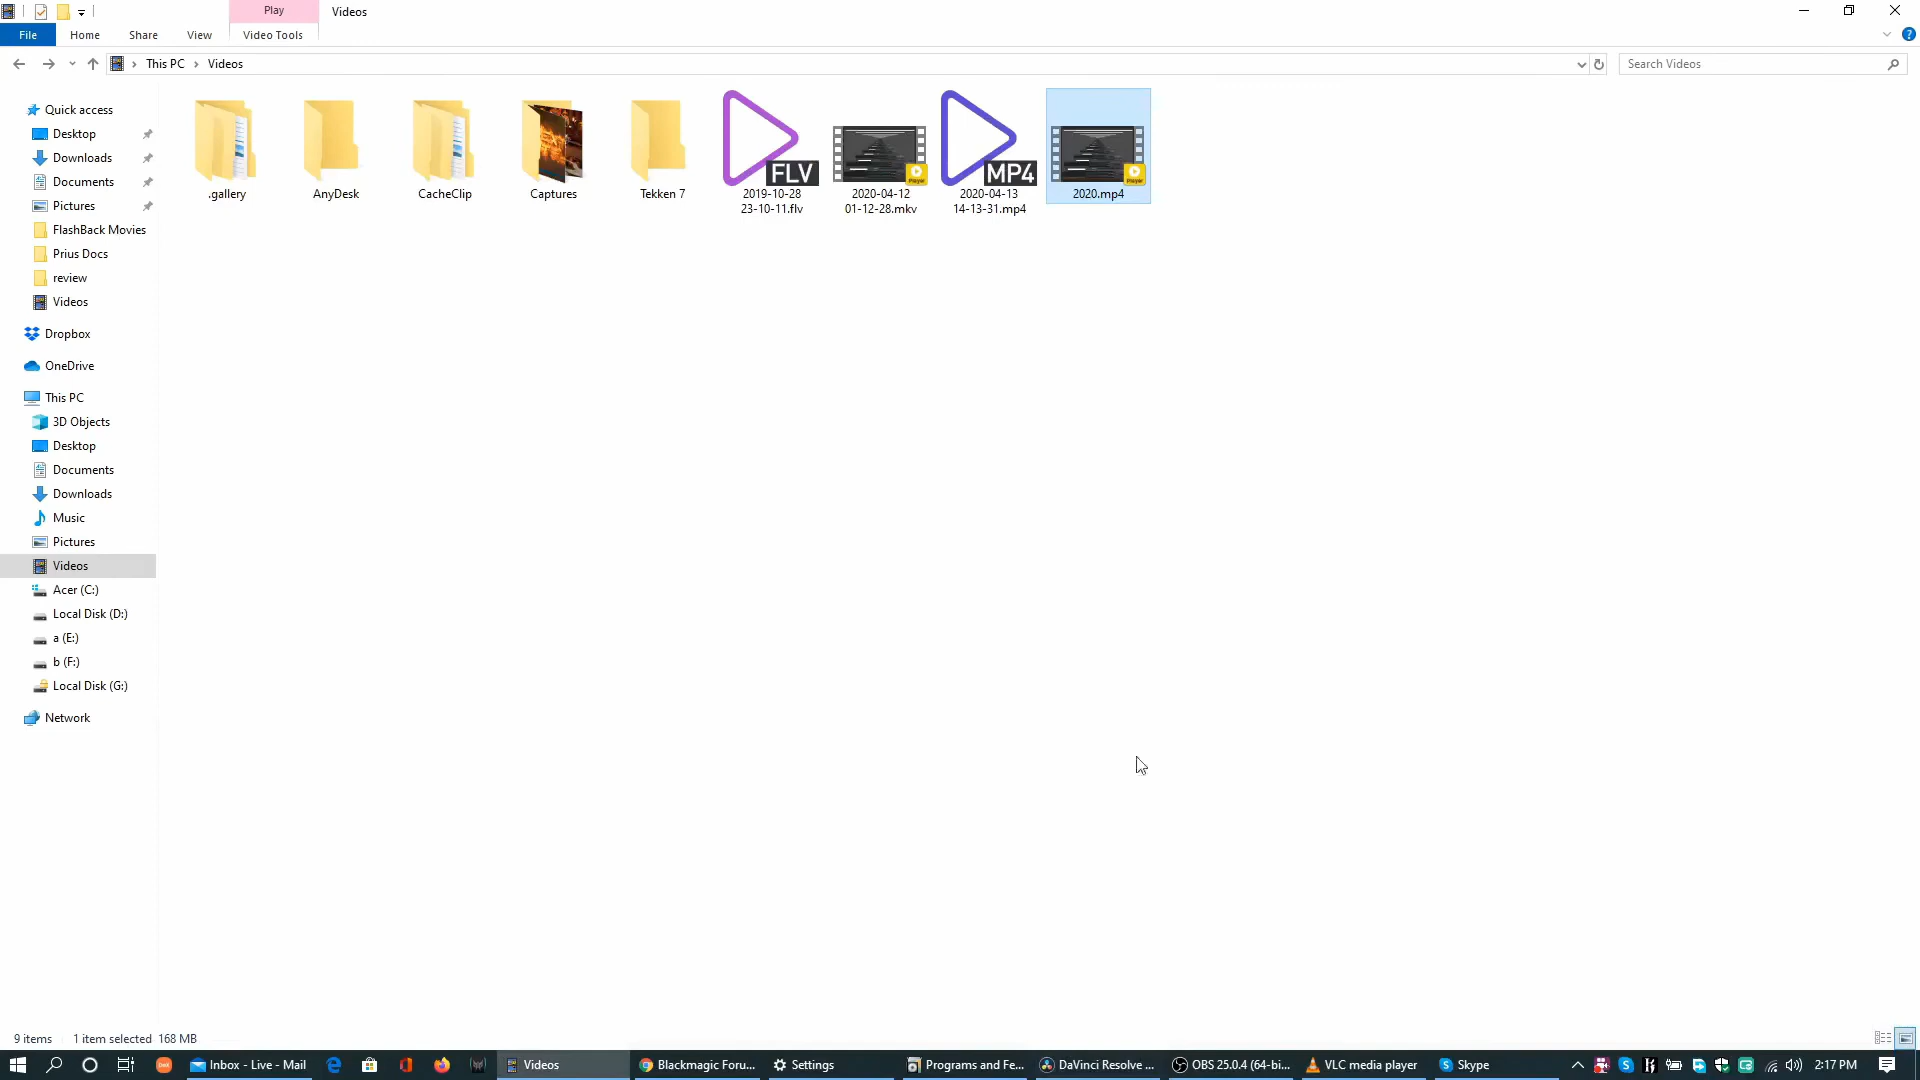 Play
Videos
File
Home
Share
View
Video Tools
This PC
Videos
Search Videos
Quick access
Desktop
Downloads
Documents
Pictures
FlashBack Movies
Prius Docs
review
Videos
Dropbox
OneDrive
This PC
3D Objects
Desktop
Documents
Downloads
Music
Pictures
Videos
Acer (C:)
Local Disk (D:)
a (E:)
b (F:)
Local Disk (G:)
Network
.gallery
AnyDesk
CacheClip
Captures
Tekken 7
FLV
2019-10-28
23-10-11.flv
2020-04-12
01-12-28.mkv
MP4
2020-04-13
14-13-31.mp4
2020.mp4
9 items
1 item selected 168 MB
Inbox - Live - Mail
Videos
Blackmagic Foru...
Settings
Programs and Fe...
DaVinci Resolve ...
OBS 25.0.4 (64-bi...
VLC media player
Skype
2:17 PM